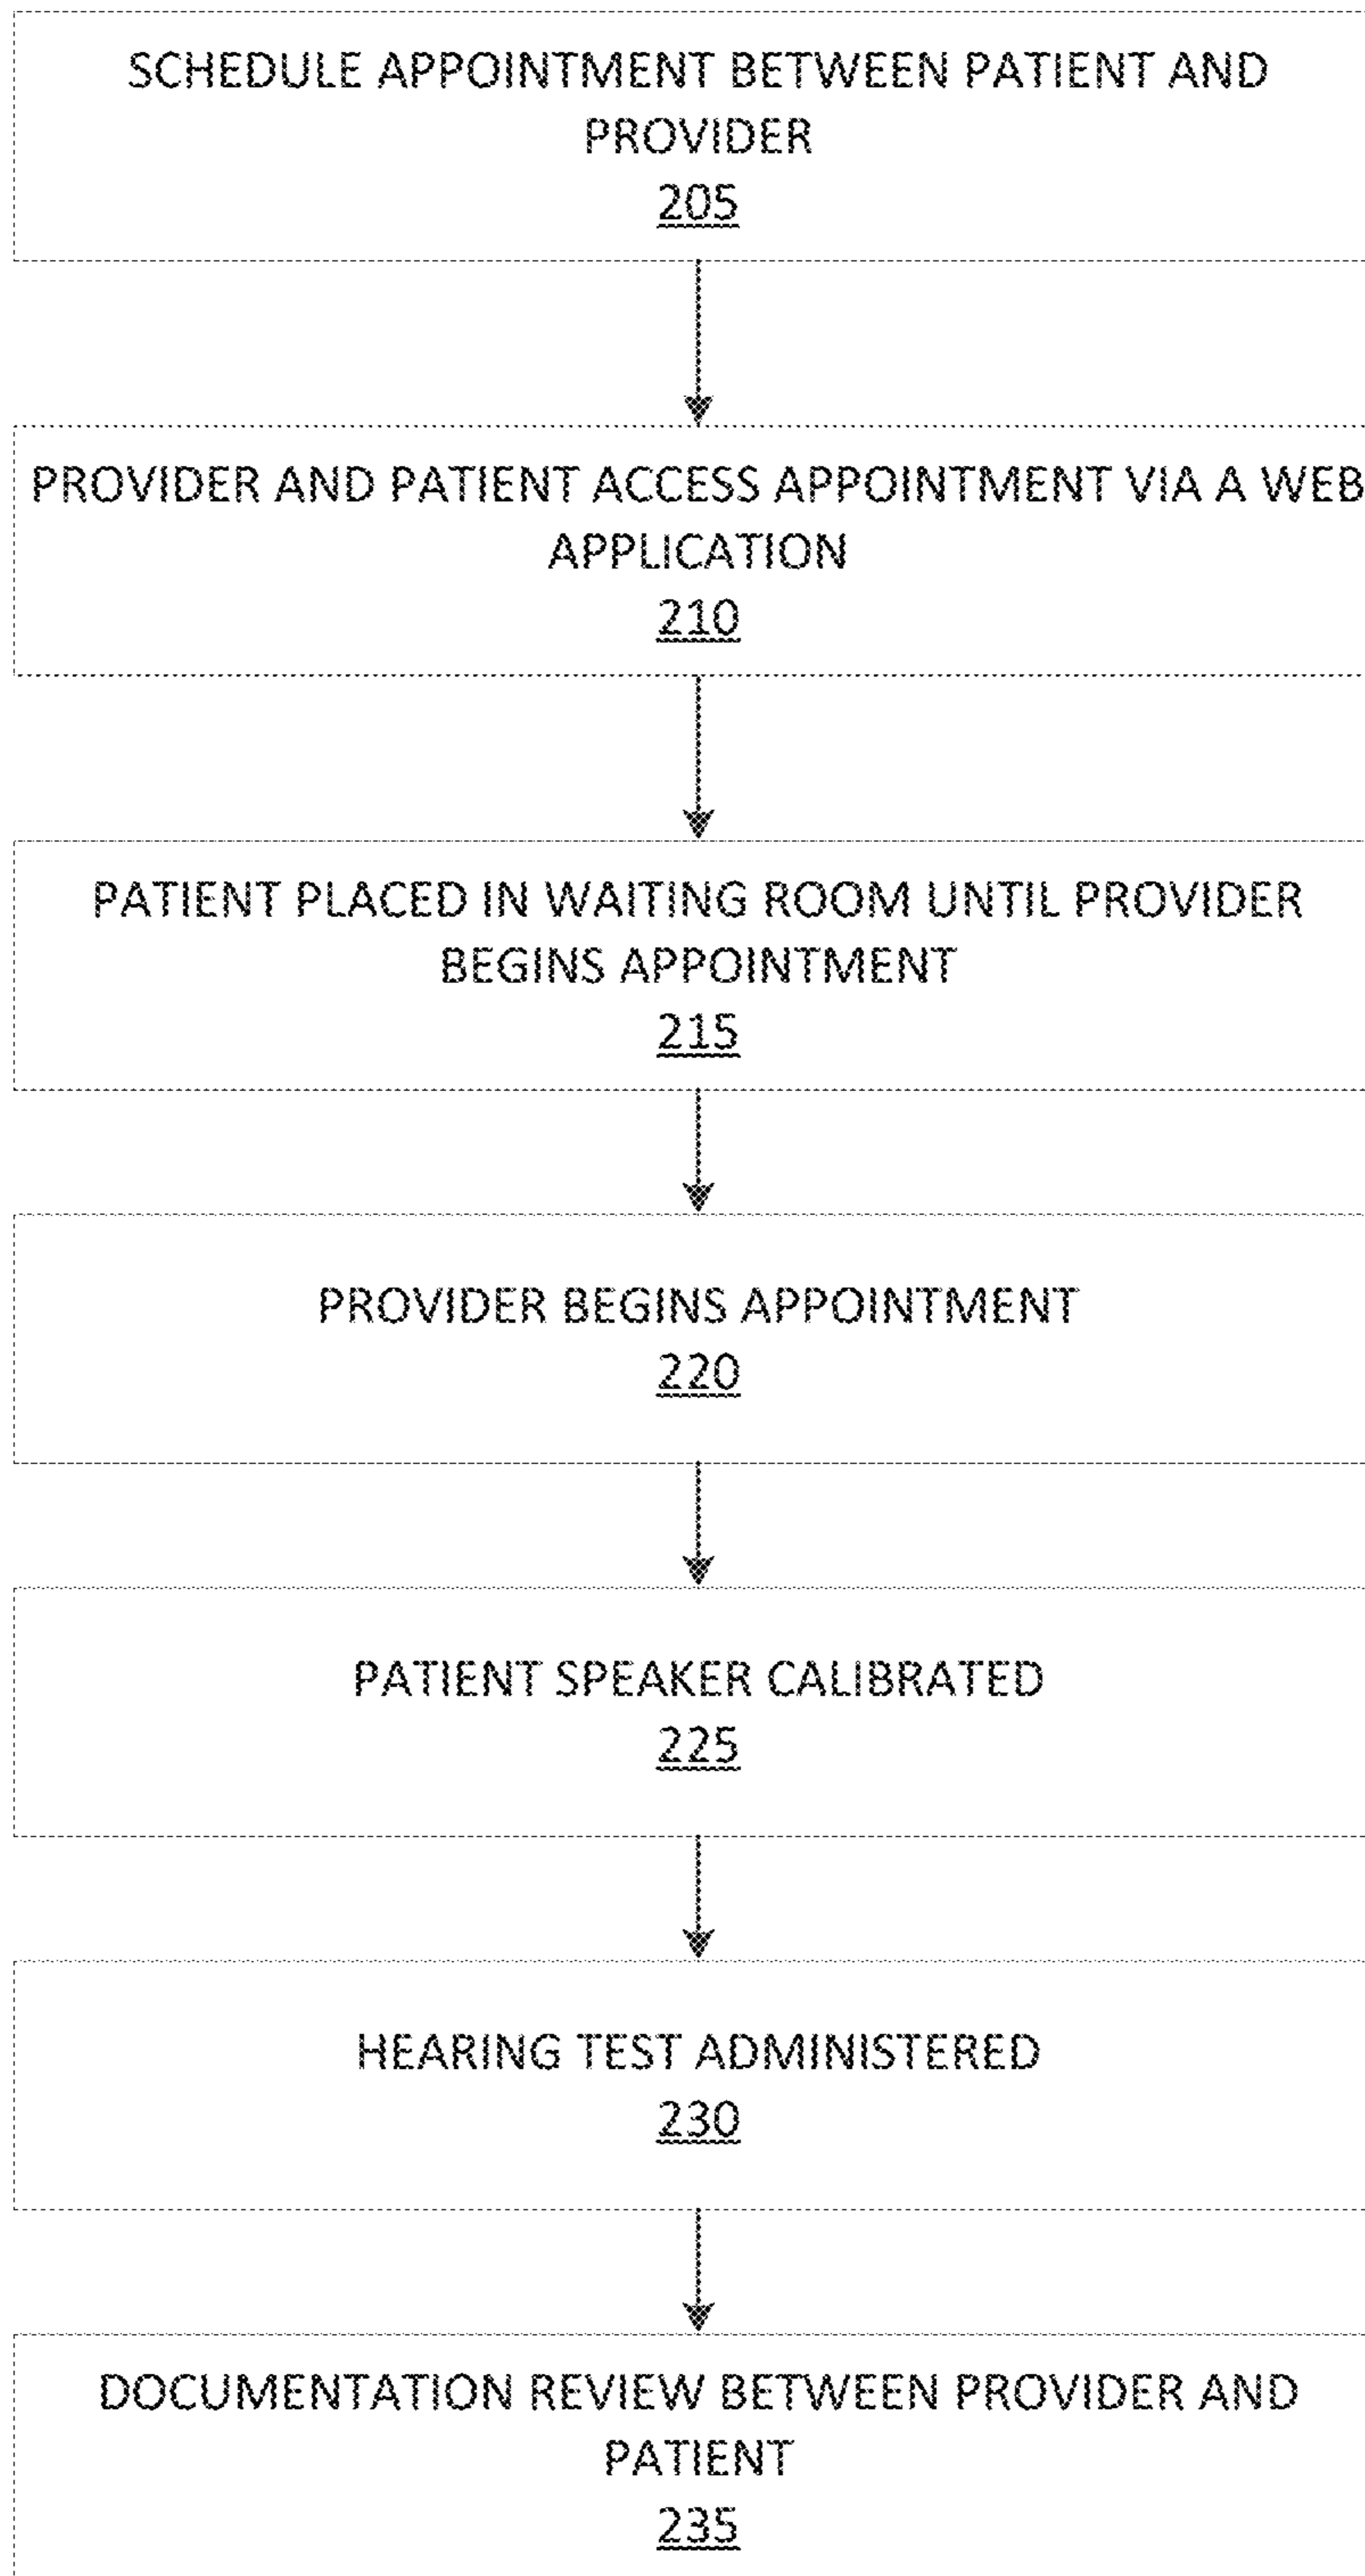 SCHEDULE APPOINTMENT BETWEEN PATIENT AND
PROVIDER
205
PROVIDER AND PATIENT ACCESS APPOINTMENT VIA A WEB
APPLICATION
210
PATIENT PLACED IN WAITING ROOM UNTIL PROVIDER
BEGINS APPOINTMENT
215
PROVIDER BEGINS APPOINTMENT
220
PATIENT SPEAKER CALIBRATED
225
HEARING TEST ADMINISTERED
230
DOCUMENTATION REVIEW BETWEEN PROVIDER AND
PATIENT
235